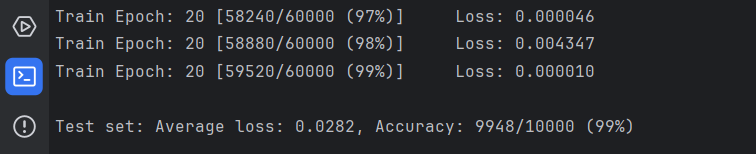 Train Epoch: 20 [58240/60000 (97%)]     Loss: 0.000046
Train Epoch: 20 [58880/60000 (98%)]     Loss: 0.004347
Train Epoch: 20 [59520/60000 (99%)]     Loss: 0.000010
Test set: Average loss: 0.0282, Accuracy: 9948/10000 (99%)